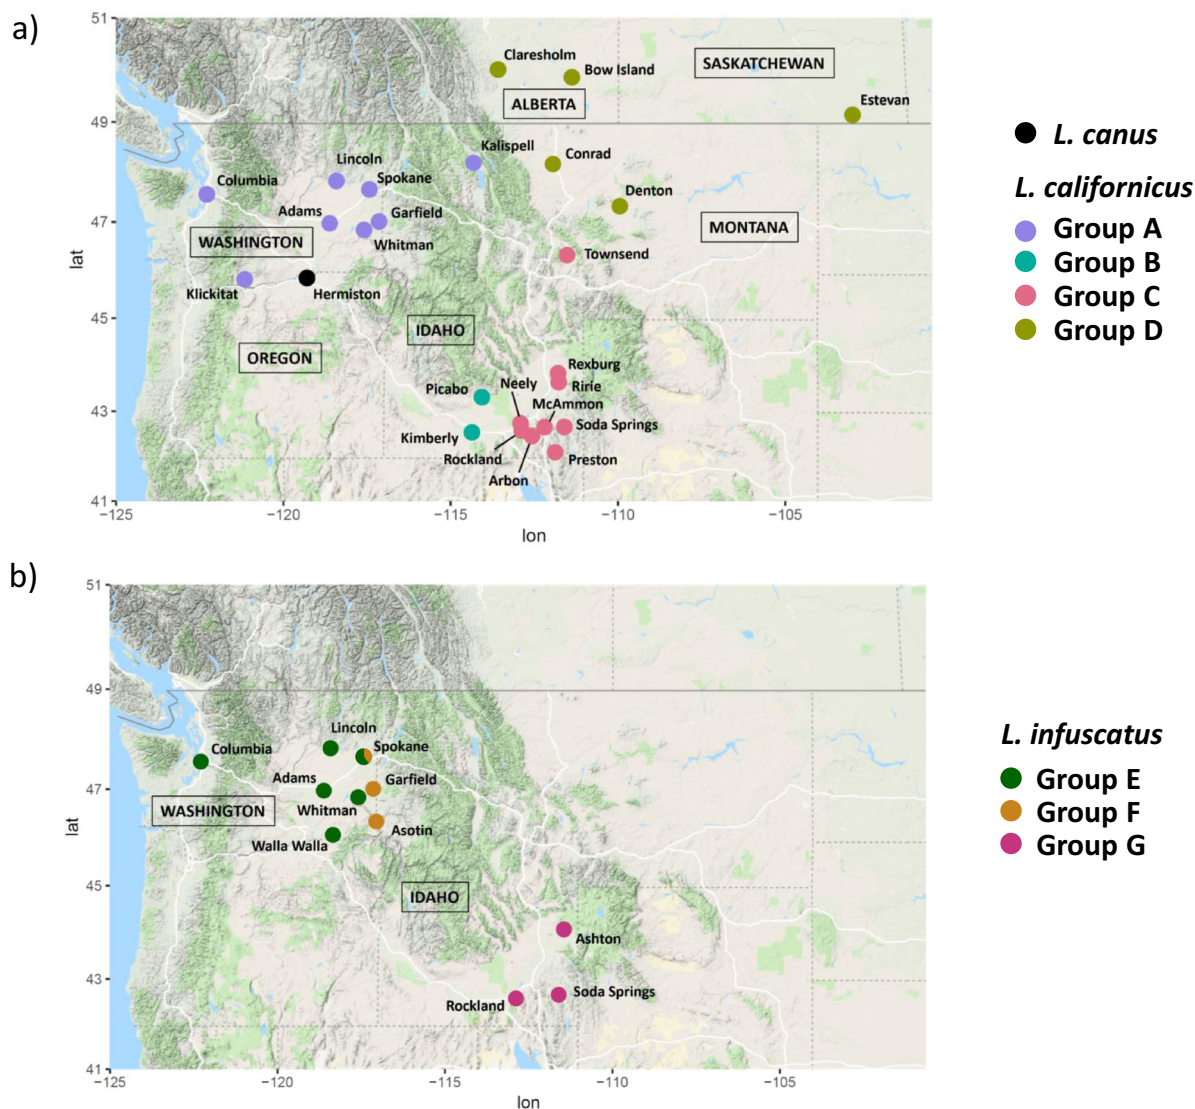 a)
51
49
47
45
43
41
lat
−125
−120
−115
−110
−105
lon
Claresholm
Bow Island
SASKATCHEWAN
ALBERTA
Estevan
Kalispell
Conrad
Lincoln
Spokane
Columbia
Denton
Adams
Garfield
WASHINGTON
Whitman
MONTANA
Townsend
Klickitat
Hermiston
IDAHO
OREGON
Rexburg
Neely
Ririe
Picabo
McAmmon
Soda Springs
Kimberly
Rockland
Preston
Arbon
L. canus
L. californicus
Group A
Group B
Group C
Group D
b)
51
49
47
45
43
41
lat
−125
−120
−115
−110
−105
lon
Lincoln
Columbia
Spokane
Adams
Garfield
WASHINGTON
Whitman
Asotin
Walla Walla
IDAHO
Ashton
Rockland
Soda Springs
L. infuscatus
Group E
Group F
Group G